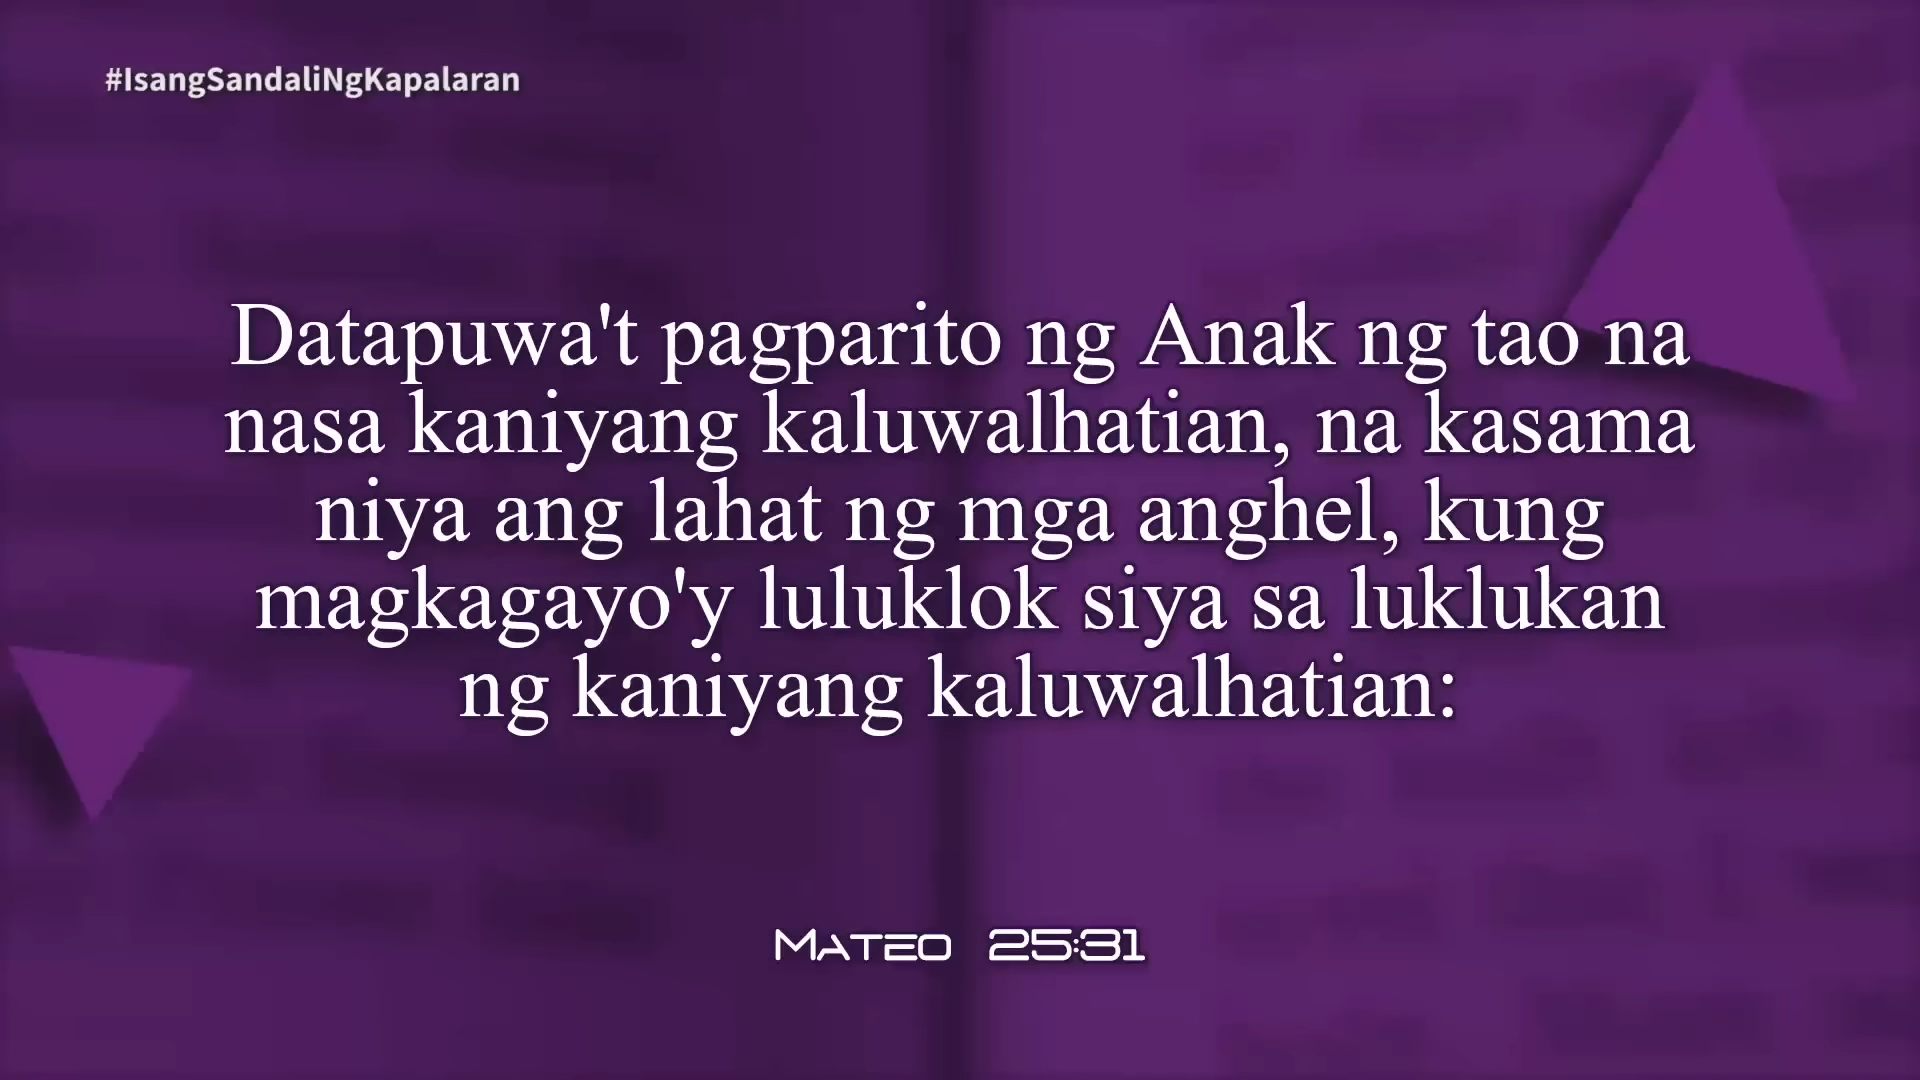 #IsangSandaliNgKapalaran
Datapuwa't pagparito ng Anak ng tao na
nasa kaniyang kaluwalhatian, na kasama
niya ang lahat ng mga anghel, kung
magkagayo'y luluklok siya sa luklukan
ng kaniyang kaluwalhatian:
Mateo 25:31